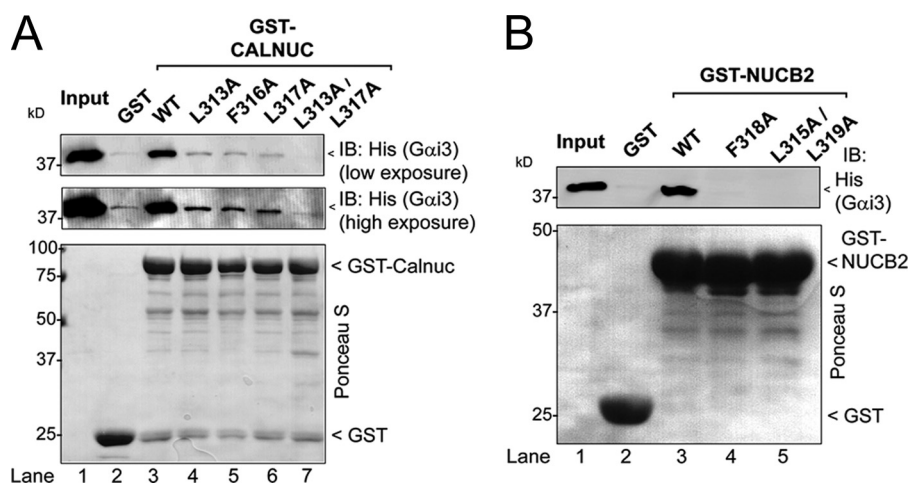 A
GST-
CALNUC
Input
GST
WT
L313A
F316A
L317A
L313A /
L317A
kD
37
< IB: His (Gαi3)
(low exposure)
37
< IB: His (Gαi3)
(high exposure)
100
75
50
37
25
< GST-Calnuc
Ponceau S
< GST
Lane 1 2 3 4 5 6 7
B
GST-NUCB2
Input
GST
WT
F318A
L315A /
L319A
kD
37
IB:
< His
(Gαi3)
50
37
25
GST-
< NUCB2
Ponceau S
< GST
Lane 1 2 3 4 5